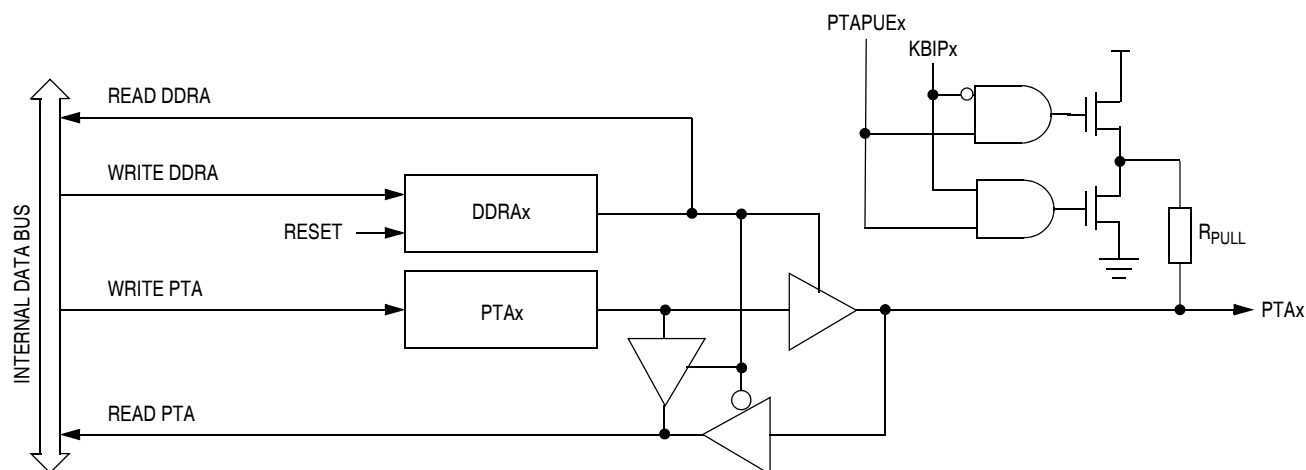 PTAPUEx
KBIPx
READ DDRA
WRITE DDRA
DDRAx
RESET
RPULL
INTERNAL DATA BUS
WRITE PTA
PTAx
PTAx
READ PTA